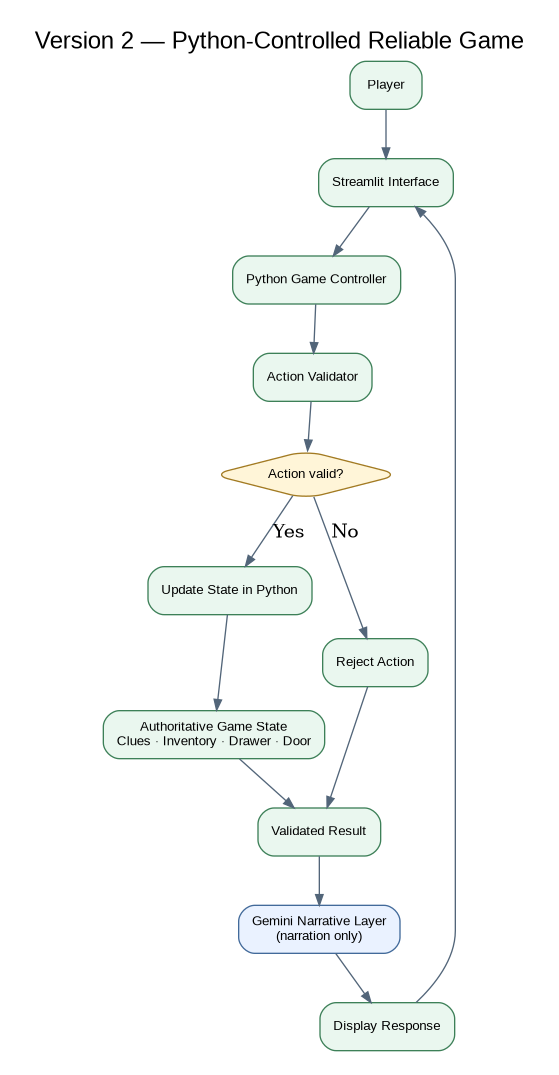 Version 2 — Python-Controlled Reliable Game
Player
Streamlit Interface
Python Game Controller
Action Validator
Action valid?
Yes
No
Update State in Python
Reject Action
Authoritative Game State
Clues · Inventory · Drawer · Door
Validated Result
Gemini Narrative Layer
(narration only)
Display Response